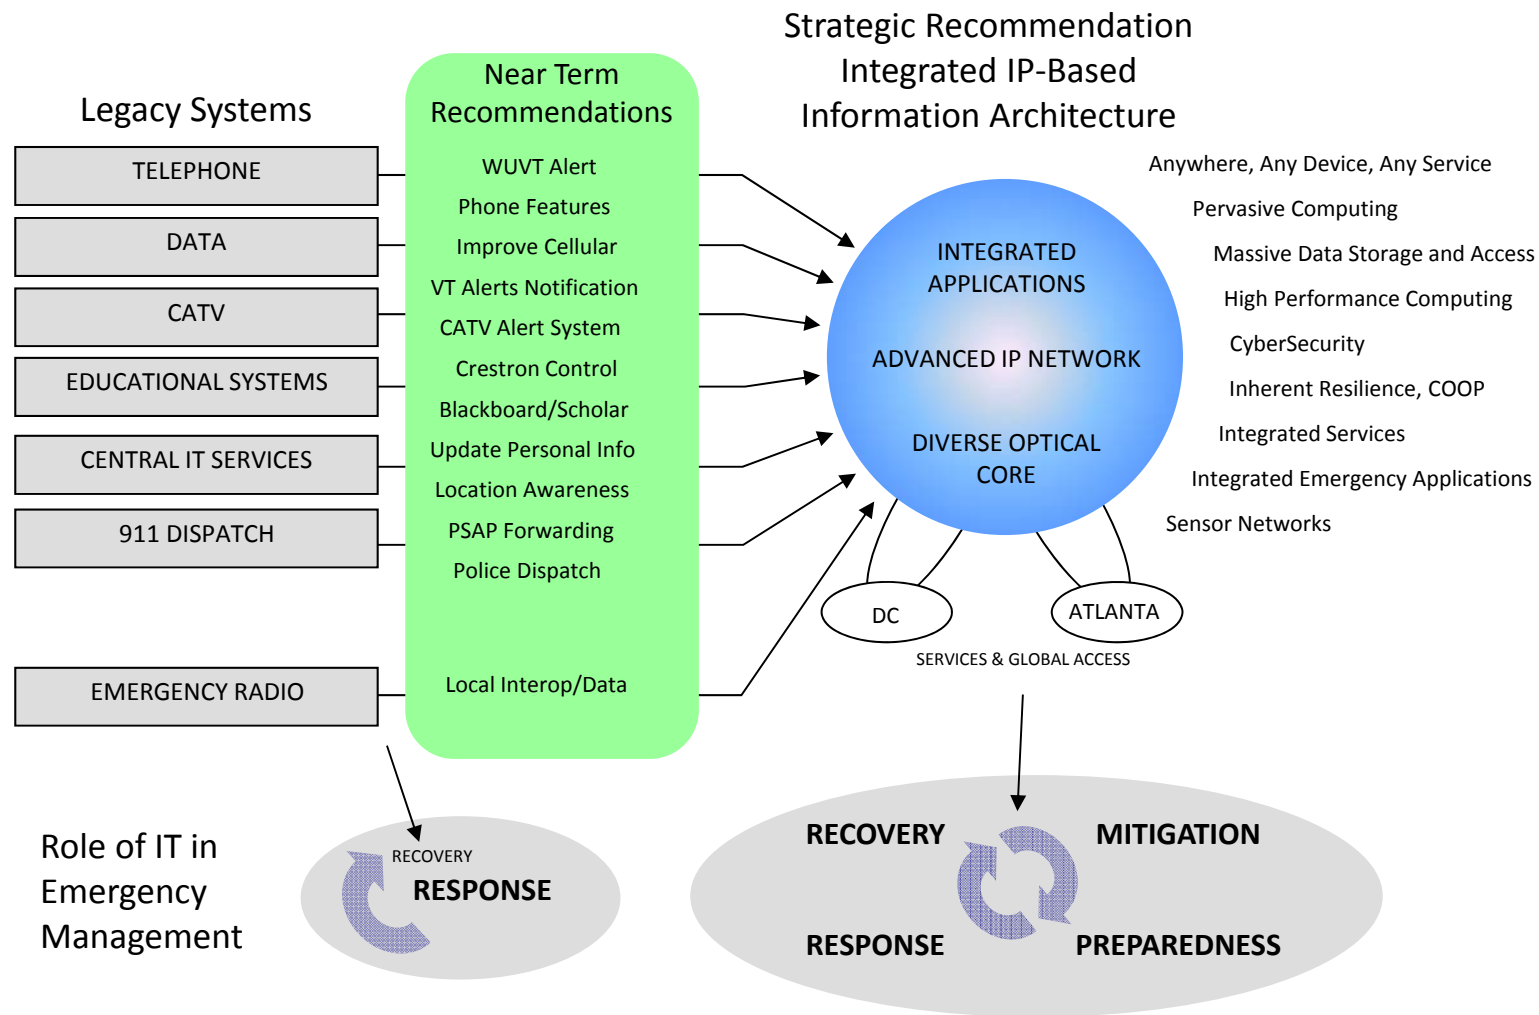 Strategic Recommendation
Integrated IP-Based
Information Architecture
Near Term
Recommendations
Legacy Systems
TELEPHONE
DATA
CATV
EDUCATIONAL SYSTEMS
CENTRAL IT SERVICES
911 DISPATCH
EMERGENCY RADIO
WUVT Alert
Phone Features
Improve Cellular
VT Alerts Notification
CATV Alert System
Crestron Control
Blackboard/Scholar
Update Personal Info
Location Awareness
PSAP Forwarding
Police Dispatch
Local Interop/Data
INTEGRATED
APPLICATIONS
ADVANCED IP NETWORK
DIVERSE OPTICAL
CORE
DC
ATLANTA
SERVICES & GLOBAL ACCESS
Anywhere, Any Device, Any Service
Pervasive Computing
Massive Data Storage and Access
High Performance Computing
CyberSecurity
Inherent Resilience, COOP
Integrated Services
Integrated Emergency Applications
Sensor Networks
Role of IT in
Emergency
Management
RECOVERY
RESPONSE
RECOVERY
MITIGATION
RESPONSE
PREPAREDNESS